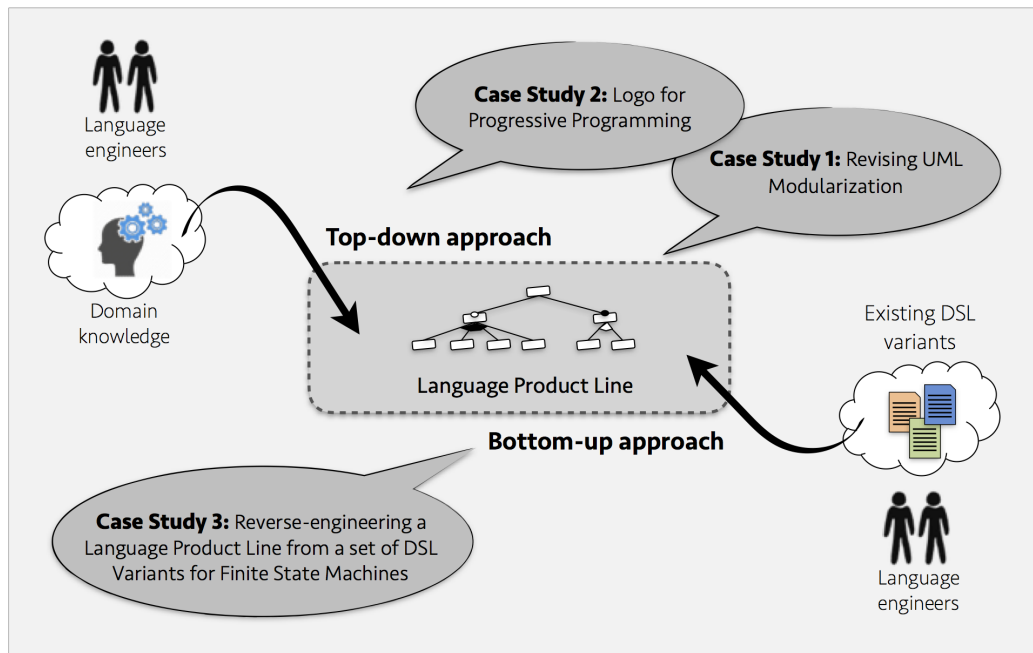 Language
engineers
Case Study 2: Logo for
Progressive Programming
Case Study 1: Revising UML
Modularization
Top-down approach
Domain
knowledge
Existing DSL
variants
Language Product Line
Bottom-up approach
Case Study 3: Reverse-engineering a
Language Product Line from a set of DSL
Variants for Finite State Machines
Language
engineers